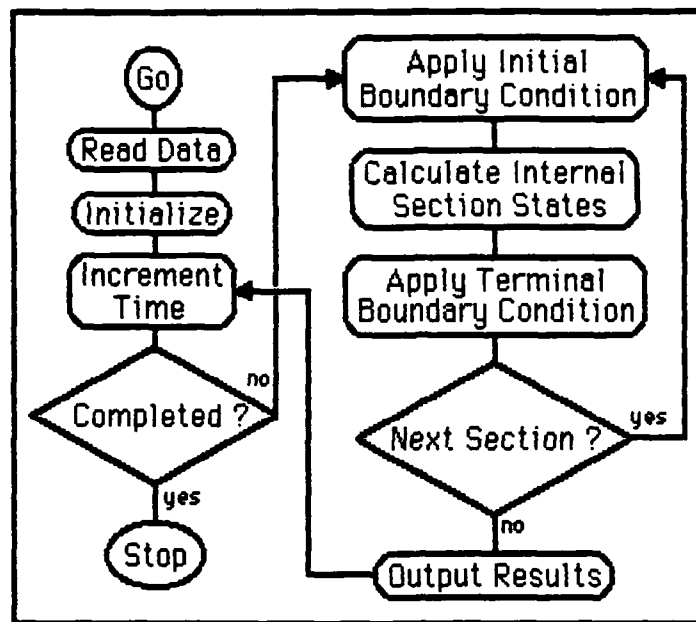 Go
Read Data
Initialize
Increment
Time
Completed ?
no
yes
Stop
Apply Initial
Boundary Condition
Calculate Internal
Section States
Apply Terminal
Boundary Condition
Next Section ?
yes
no
Output Results